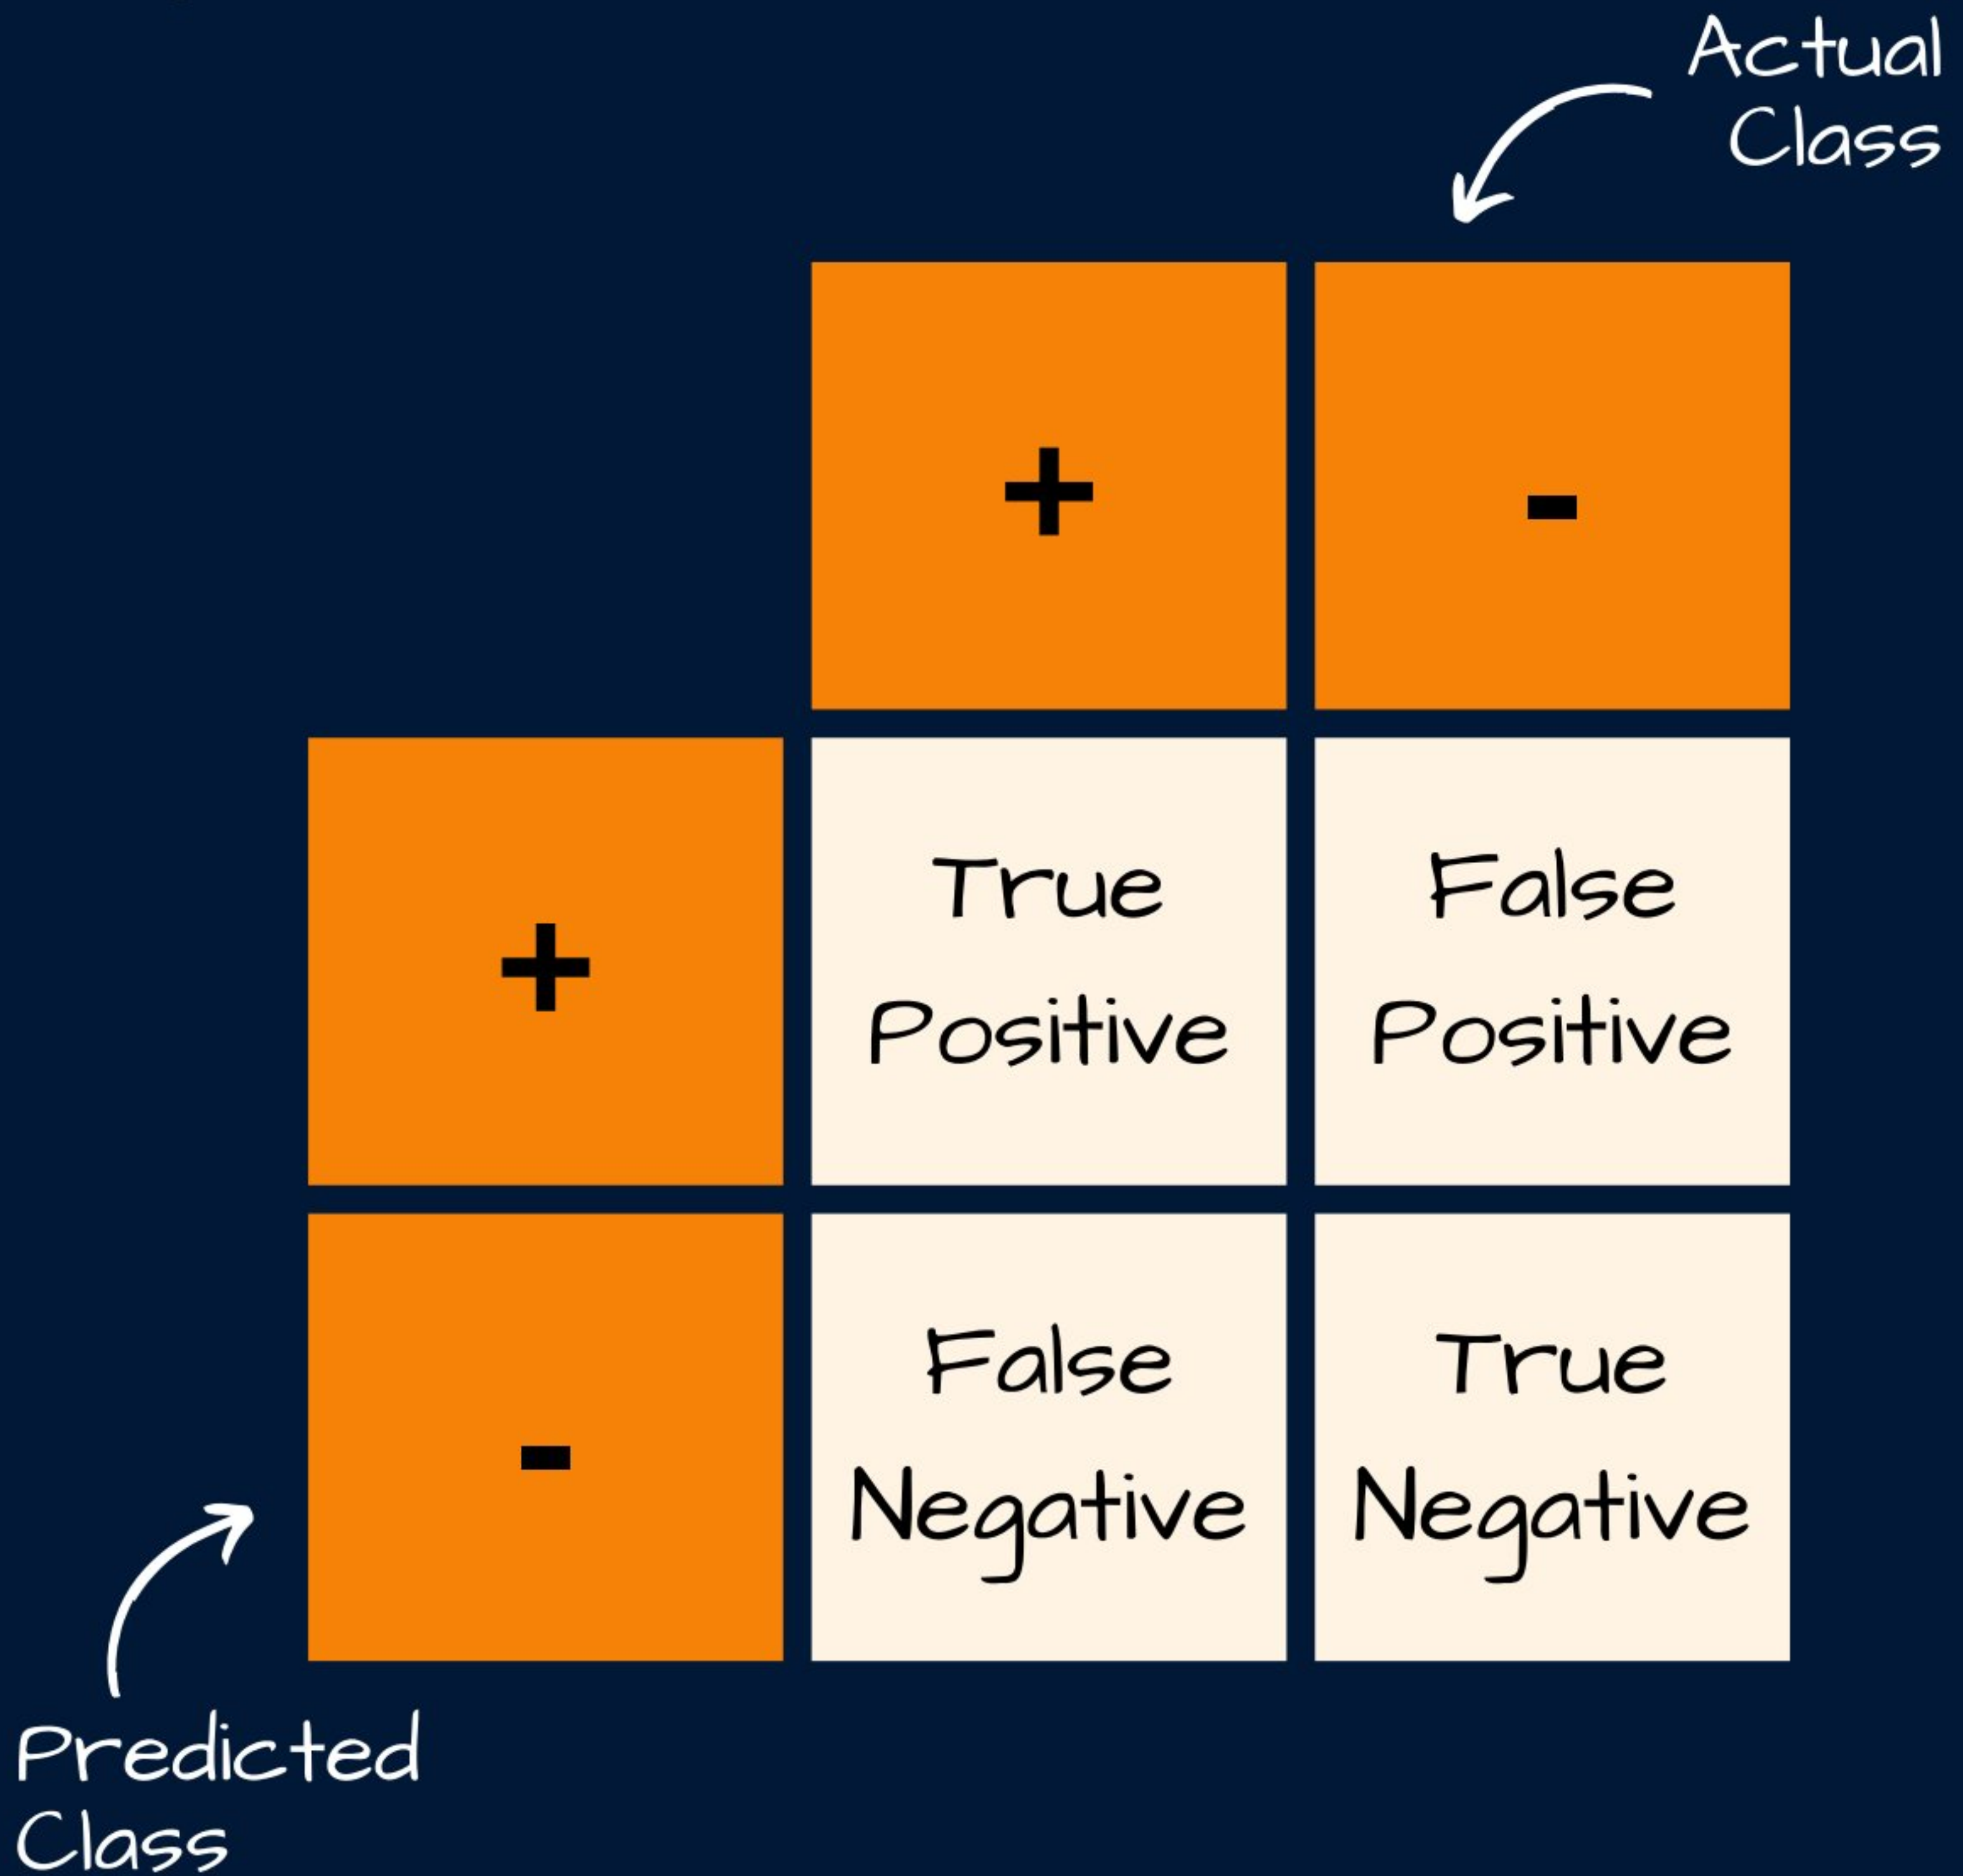 Actual
Class
+ -
+
True
Positive
False
Positive
-
False
Negative
True
Negative
Predicted
Class